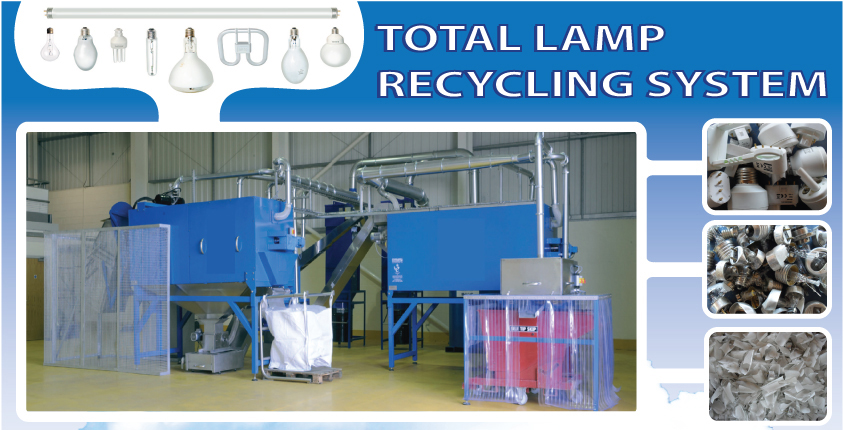 TOTAL LAMP
RECYCLING SYSTEM